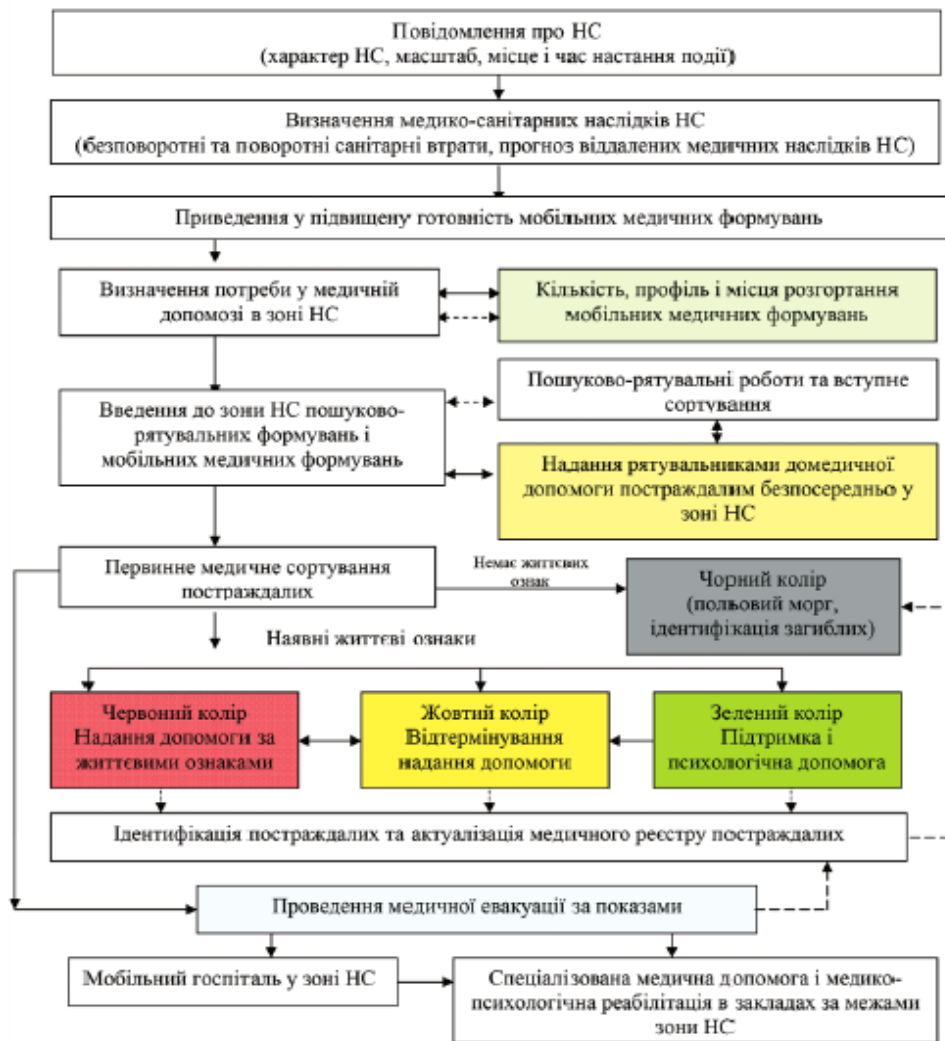 Повідомлення про НС
(характер НС, масштаб, місце і час настання події)
Визначення медико-санітарних наслідків НС
(безповоротні та поворотні санітарні втрати, прогноз віддалених медичних наслідків НС)
Приведення у підвищену готовність мобільних медичних формувань
Визначення потреби у медичній
допомозі в зоні НС
Кількість, профіль і місця розгортання
мобільних медичних формувань
Пошуково-рятувальні роботи та вступне
сортування
Введення до зони НС пошуково-
рятувальних формувань і
мобільних медичних формувань
Надання рятувальниками домедичної
допомоги постраждалим безпосередньо у
зоні НС
Первинне медичне сортування
постраждалих
Немає життєвих
ознак
Чорний колір
(польовий морг,
ідентифікація загиблих)
Наявні життєві ознаки
Червоний колір
Надання допомоги за
життєвими ознаками
Жовтий колір
Відтермінування
надання допомоги
Зелений колір
Підтримка і
психологічна допомога
Ідентифікація постраждалих та актуалізація медичного реєстру постраждалих
Проведення медичної евакуації за показами
Мобільний госпіталь у зоні НС
Спеціалізована медична допомога і медико-
психологічна реабілітація в закладах за межами
зони НС